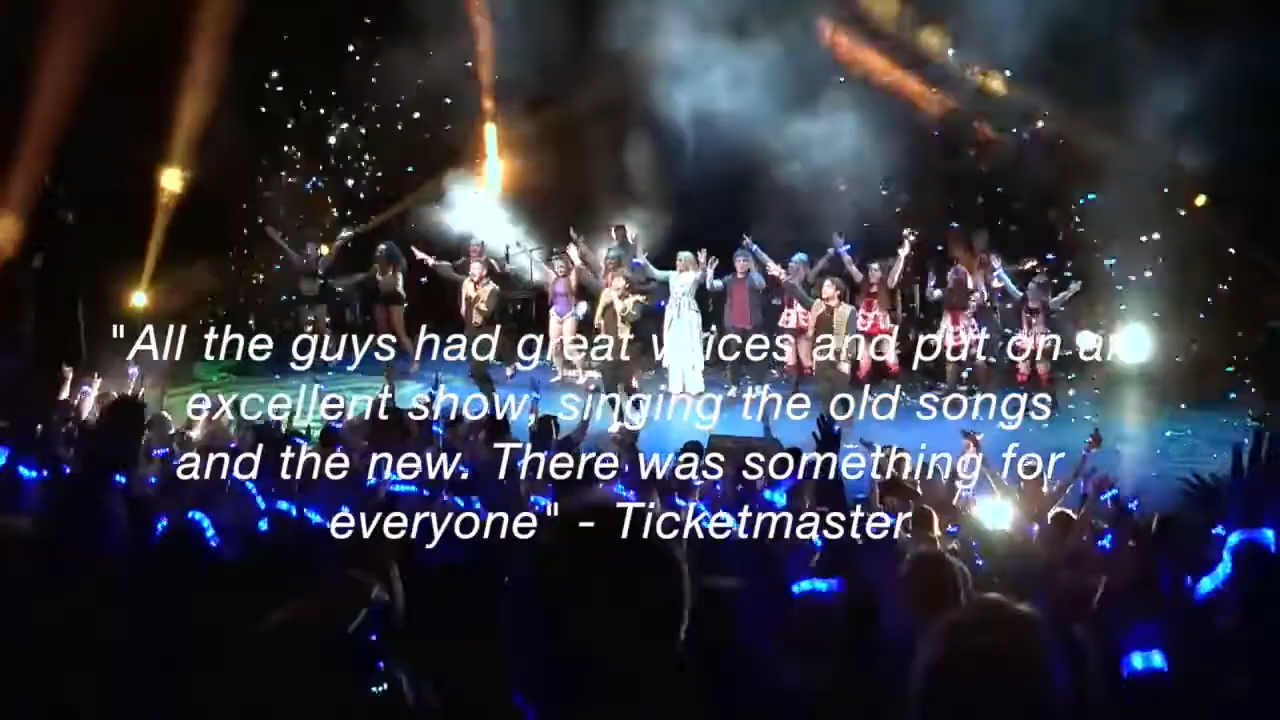 "All the guys had great voices and put on an
excellent show, singing the old songs
and the new. There was something for
everyone" - Ticketmaster